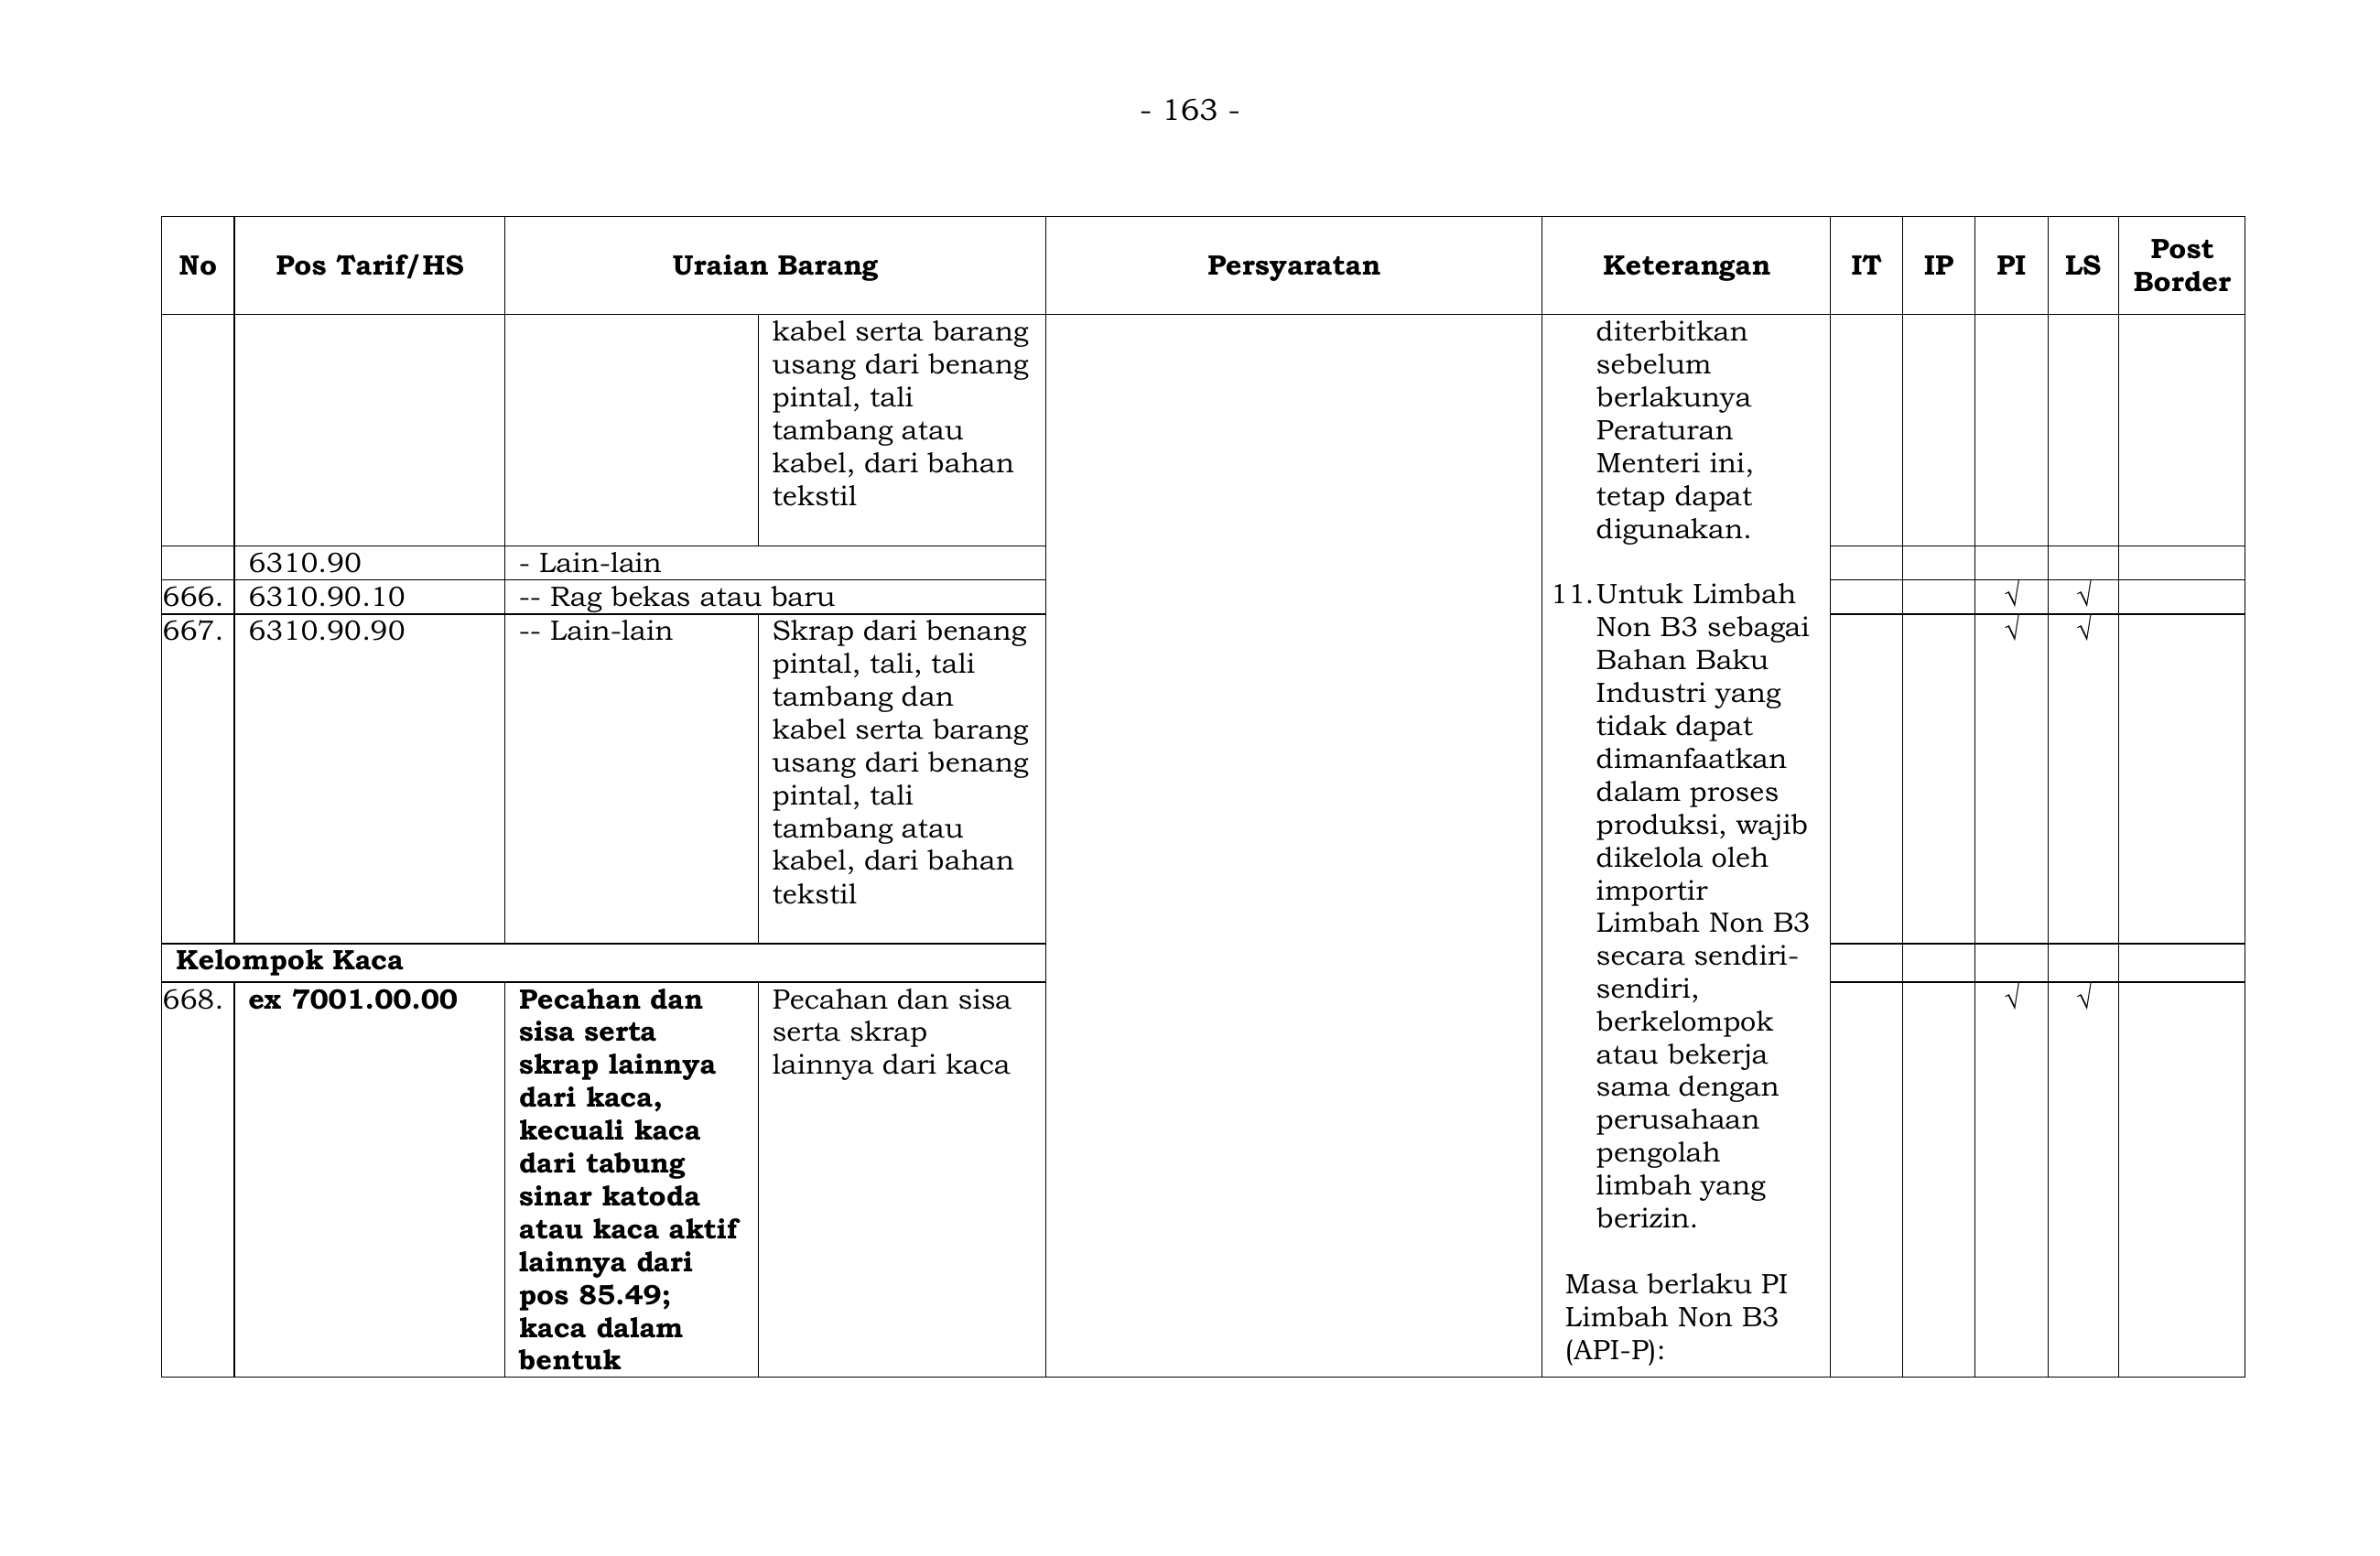 - 163 -
No
Pos Tarif/HS
Uraian Barang
Persyaratan
Keterangan
IT
IP
PI
LS
Post
Border
kabel serta barang
usang dari benang
pintal, tali
tambang atau
kabel, dari bahan
tekstil
diterbitkan
sebelum
berlakunya
Peraturan
Menteri ini,
tetap dapat
digunakan.
6310.90
- Lain-lain
666.
6310.90.10
-- Rag bekas atau baru
√
√
667.
6310.90.90
-- Lain-lain
Skrap dari benang
pintal, tali, tali
tambang dan
kabel serta barang
usang dari benang
pintal, tali
tambang atau
kabel, dari bahan
tekstil
√
√
11. Untuk Limbah
Non B3 sebagai
Bahan Baku
Industri yang
tidak dapat
dimanfaatkan
dalam proses
produksi, wajib
dikelola oleh
importir
Limbah Non B3
secara sendiri-
sendiri,
berkelompok
atau bekerja
sama dengan
perusahaan
pengolah
limbah yang
berizin.
Kelompok Kaca
668.
ex 7001.00.00
Pecahan dan
sisa serta
skrap lainnya
dari kaca,
kecuali kaca
dari tabung
sinar katoda
atau kaca aktif
lainnya dari
pos 85.49;
kaca dalam
bentuk
Pecahan dan sisa
serta skrap
lainnya dari kaca
√
√
Masa berlaku PI
Limbah Non B3
(API-P):